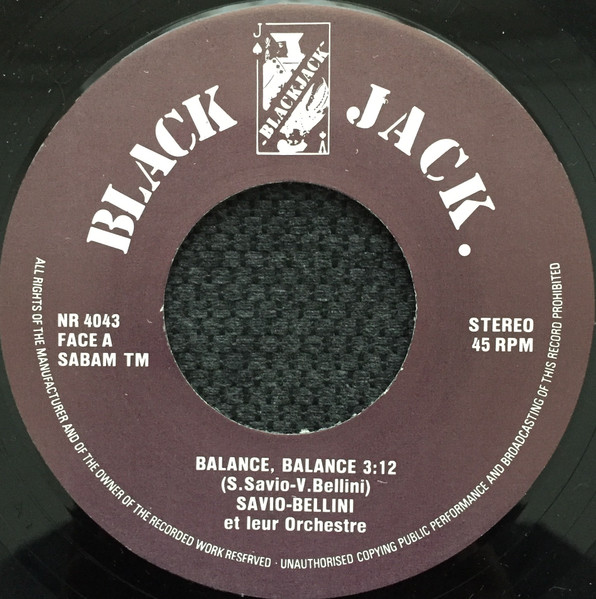 J
BLACKJACK
BLACK JACK.
NR 4043
FACE A
SABAM TM
STEREO
45 RPM
BALANCE, BALANCE 3:12
(S.Savio-V.Bellini)
SAVIO-BELLINI
et leur Orchestre
ALL RIGHTS OF THE MANUFACTURER AND OF THE OWNER OF THE RECORDED WORK RESERVED · UNAUTHORISED COPYING PUBLIC PERFORMANCE AND BROADCASTING OF THIS RECORD PROHIBITED